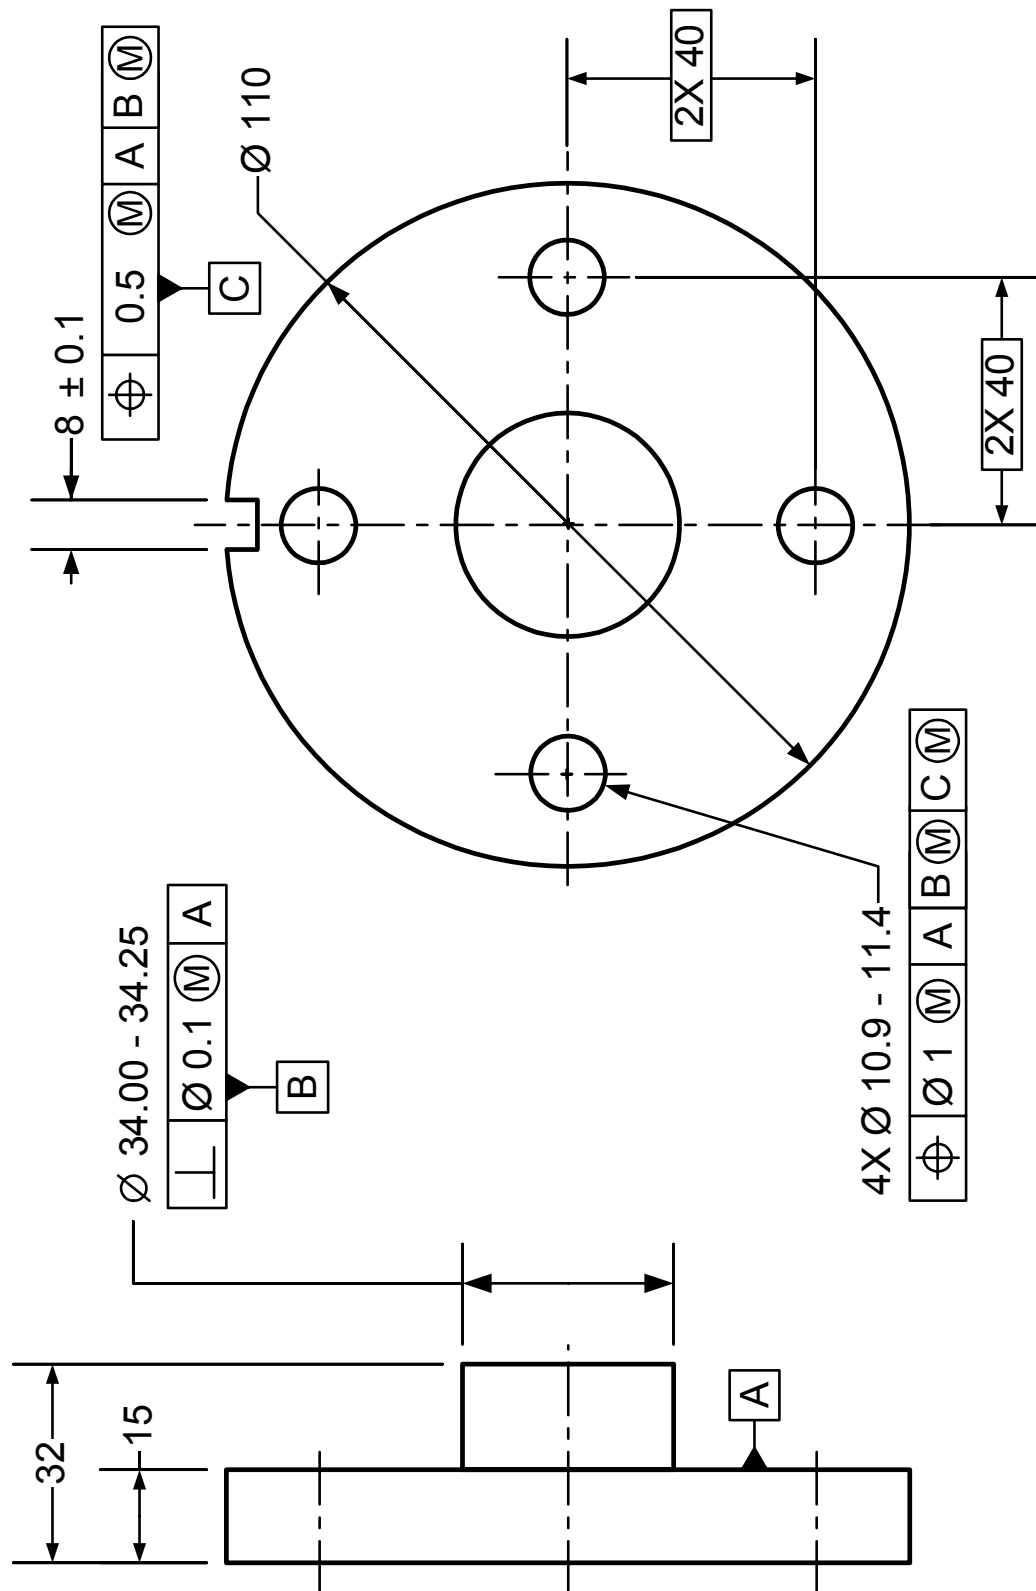 32
15
A
Ø 34.00 - 34.25
⟂ Ø 0.1 Ⓜ A
B
8 ± 0.1
⌖ 0.5 Ⓜ A B Ⓜ
C
Ø 110
2X 40
2X 40
4X Ø 10.9 - 11.4
⌖ Ø 1 Ⓜ A B Ⓜ C Ⓜ